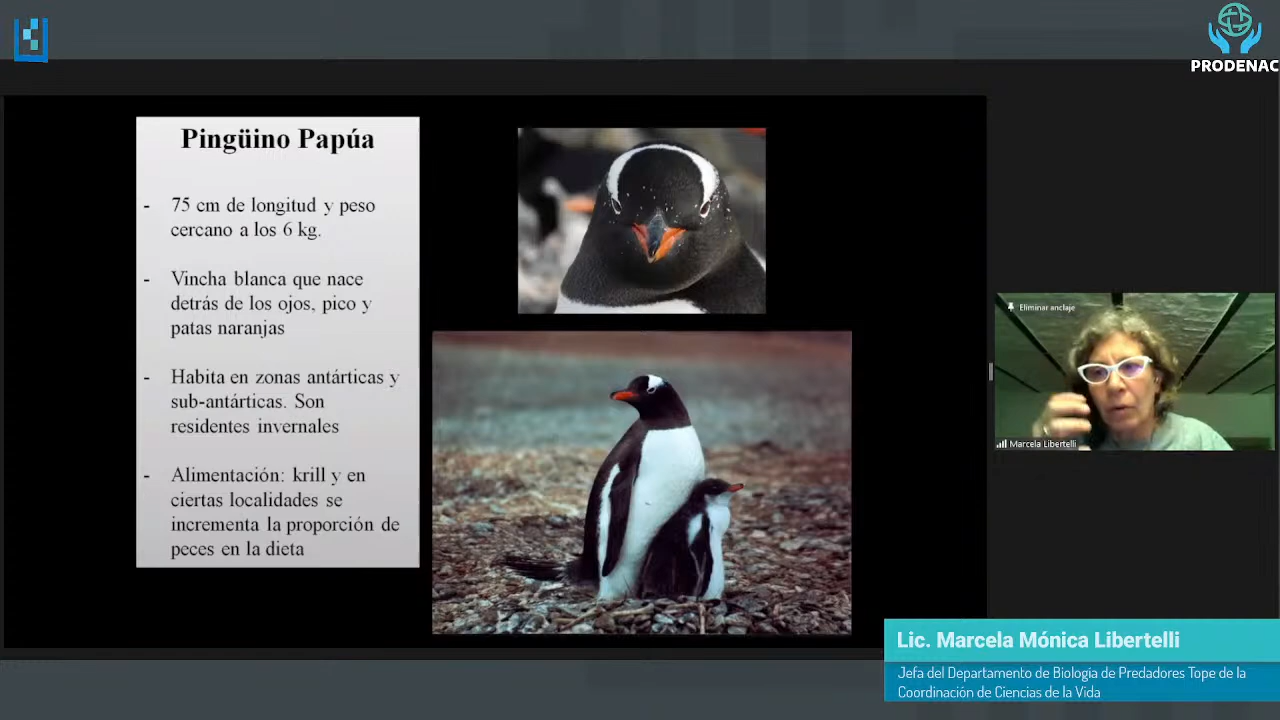 PRODENAC
Pingüino Papúa
- 75 cm de longitud y peso
cercano a los 6 kg.
- Vincha blanca que nace
detrás de los ojos, pico y
patas naranjas
- Habita en zonas antárticas y
sub-antárticas. Son
residentes invernales
- Alimentación: krill y en
ciertas localidades se
incrementa la proporción de
peces en la dieta
Eliminar anclaje
Marcela Libertelli
Lic. Marcela Mónica Libertelli
Jefa del Departamento de Biología de Predadores Tope de la
Coordinación de Ciencias de la Vida